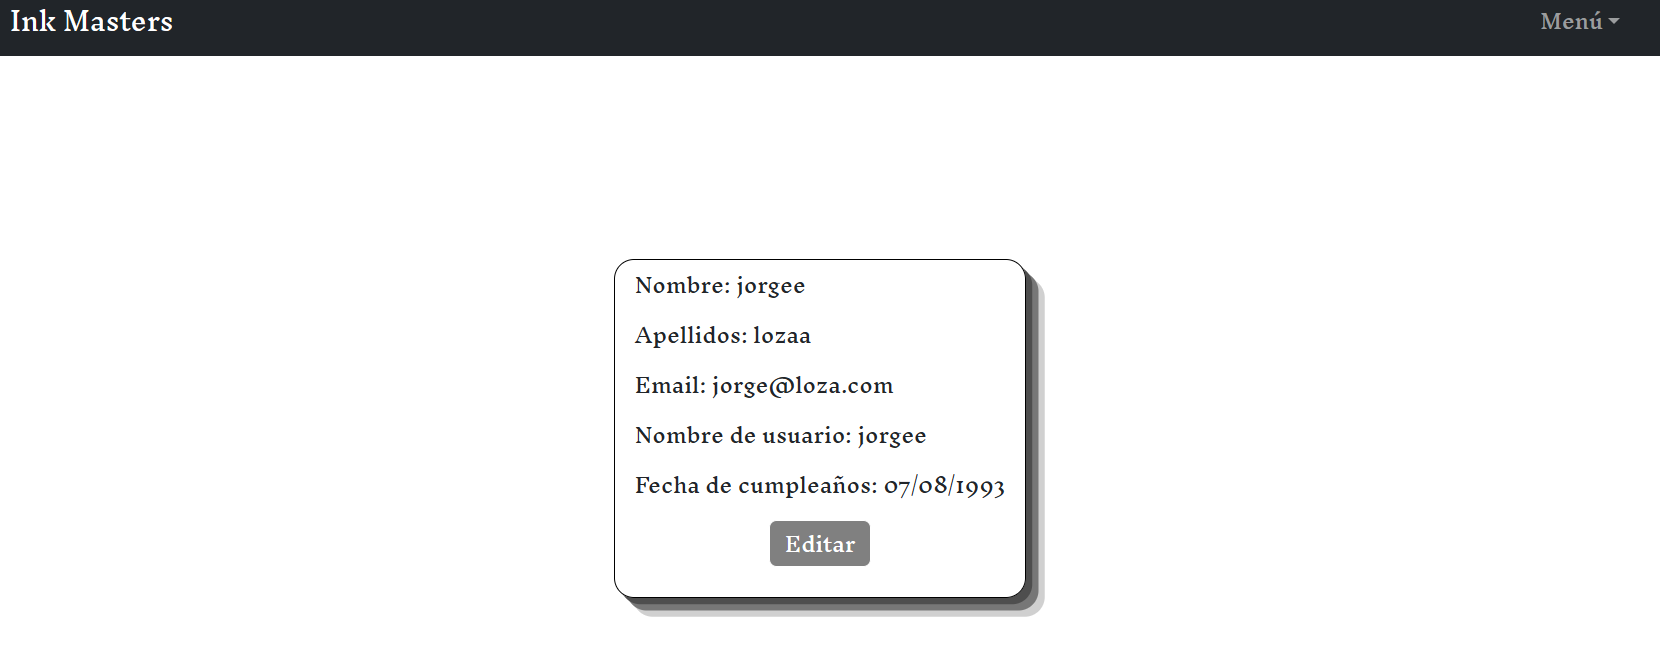 Ink Masters
Menú
Nombre: jorgee
Apellidos: lozaa
Email: jorge@loza.com
Nombre de usuario: jorgee
Fecha de cumpleaños: 07/08/1993
Editar